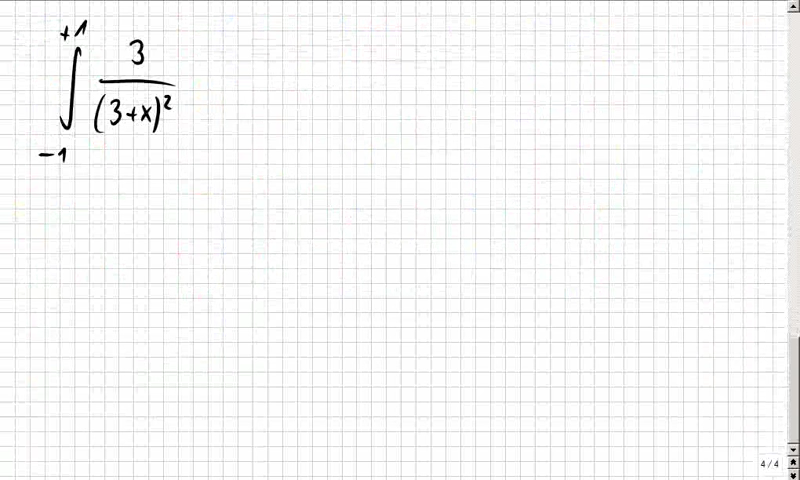 +1
∫ 3/(3+x)²
-1
4/4